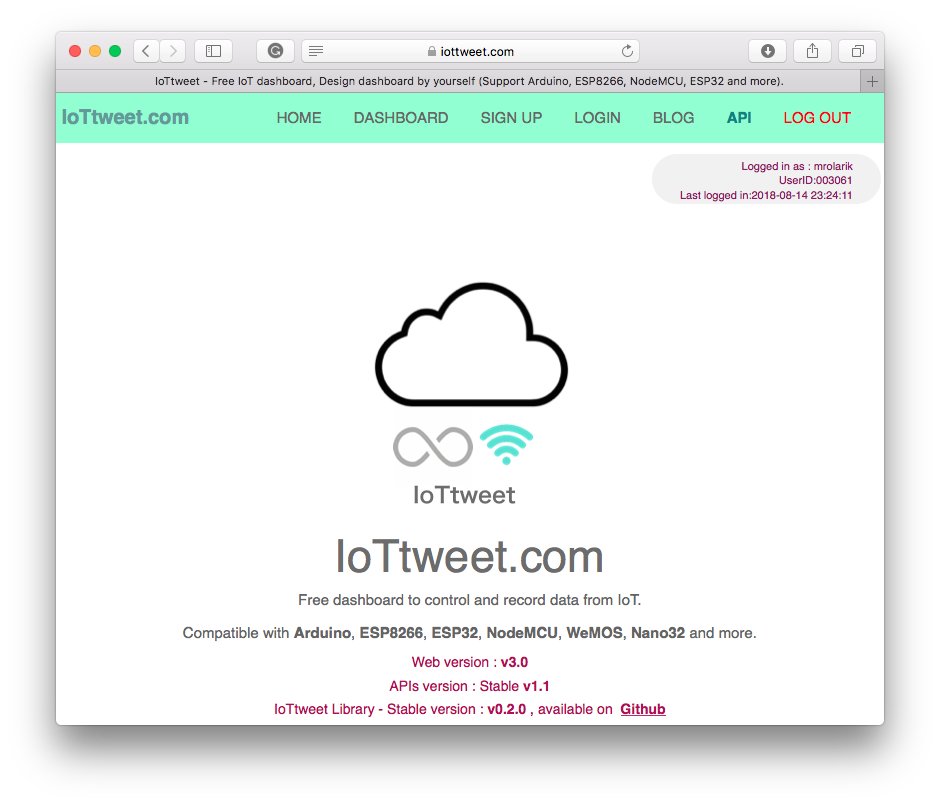 iottweet.com
IoTtweet - Free IoT dashboard, Design dashboard by yourself (Support Arduino, ESP8266, NodeMCU, ESP32 and more).
IoTtweet.com HOME DASHBOARD SIGN UP LOGIN BLOG API LOG OUT
Logged in as : mrolarik
UserID:003061
Last logged in:2018-08-14 23:24:11
IoTtweet
IoTtweet.com
Free dashboard to control and record data from IoT.
Compatible with Arduino, ESP8266, ESP32, NodeMCU, WeMOS, Nano32 and more.
Web version : v3.0
APIs version : Stable v1.1
IoTtweet Library - Stable version : v0.2.0 , available on Github